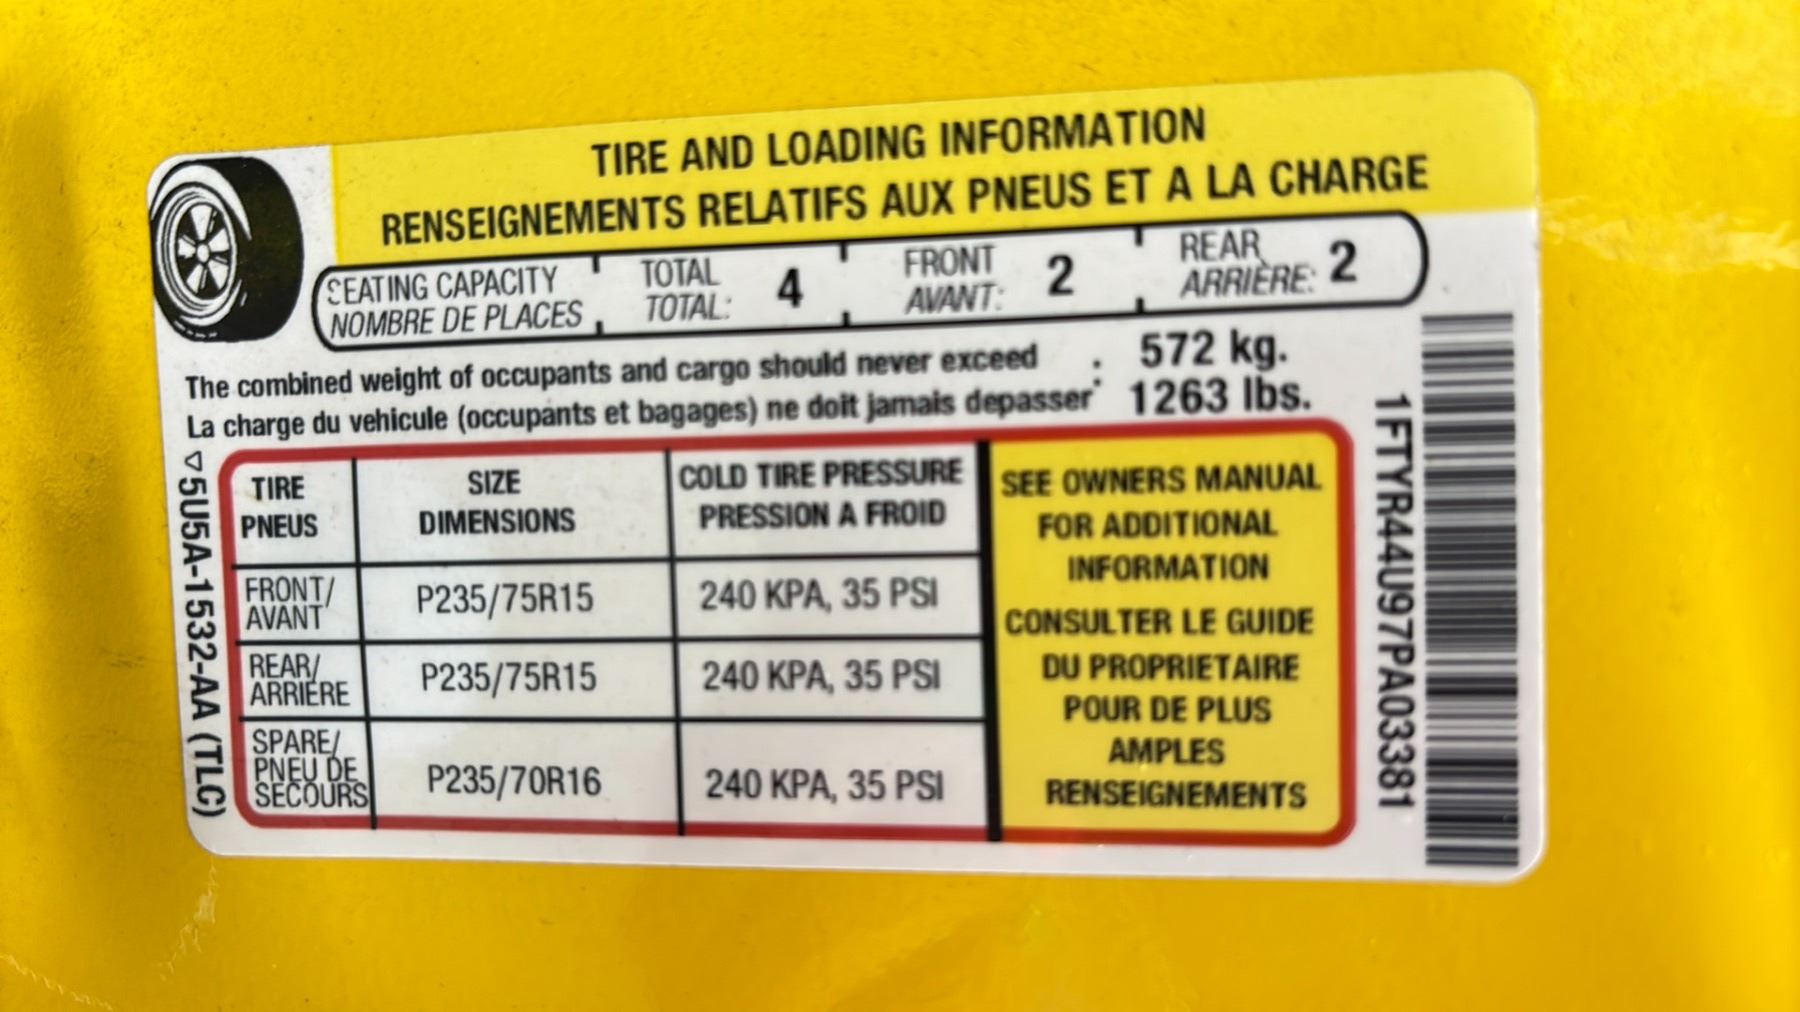 TIRE AND LOADING INFORMATION
RENSEIGNEMENTS RELATIFS AUX PNEUS ET A LA CHARGE
SEATING CAPACITY
NOMBRE DE PLACES
TOTAL
TOTAL: 4
FRONT
AVANT: 2
REAR
ARRIÈRE: 2
The combined weight of occupants and cargo should never exceed : 572 kg.
La charge du vehicule (occupants et bagages) ne doit jamais depasser 1263 lbs.
TIRE
PNEUS
SIZE
DIMENSIONS
COLD TIRE PRESSURE
PRESSION A FROID
FRONT/
AVANT
P235/75R15
240 KPA, 35 PSI
REAR/
ARRIÈRE
P235/75R15
240 KPA, 35 PSI
SPARE/
PNEU DE
SECOURS
P235/70R16
240 KPA, 35 PSI
SEE OWNERS MANUAL
FOR ADDITIONAL
INFORMATION
CONSULTER LE GUIDE
DU PROPRIETAIRE
POUR DE PLUS
AMPLES
RENSEIGNEMENTS
▽5U5A-1532-AA (TLC)
1FTYR44U97PA03381